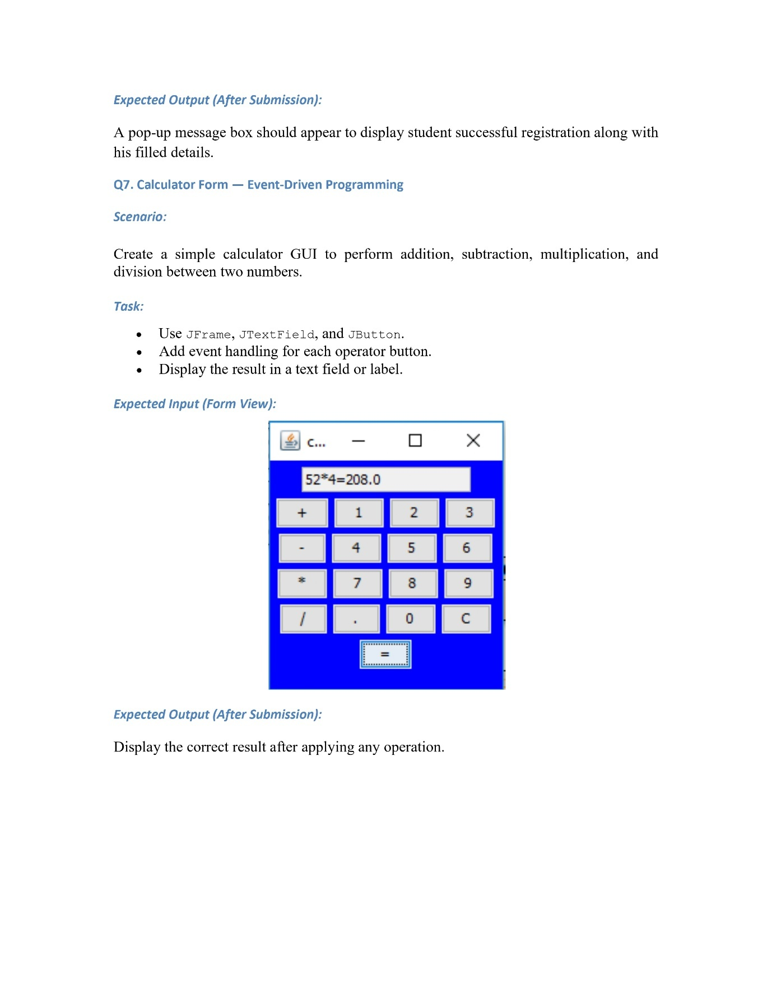 Expected Output (After Submission):
A pop-up message box should appear to display student successful registration along with
his filled details.
Q7. Calculator Form — Event-Driven Programming
Scenario:
Create a simple calculator GUI to perform addition, subtraction, multiplication, and
division between two numbers.
Task:
• Use JFrame, JTextField, and JButton.
• Add event handling for each operator button.
• Display the result in a text field or label.
Expected Input (Form View):
C...
52*4=208.0
+ 1 2 3
- 4 5 6
* 7 8 9
/ . 0 C
=
Expected Output (After Submission):
Display the correct result after applying any operation.